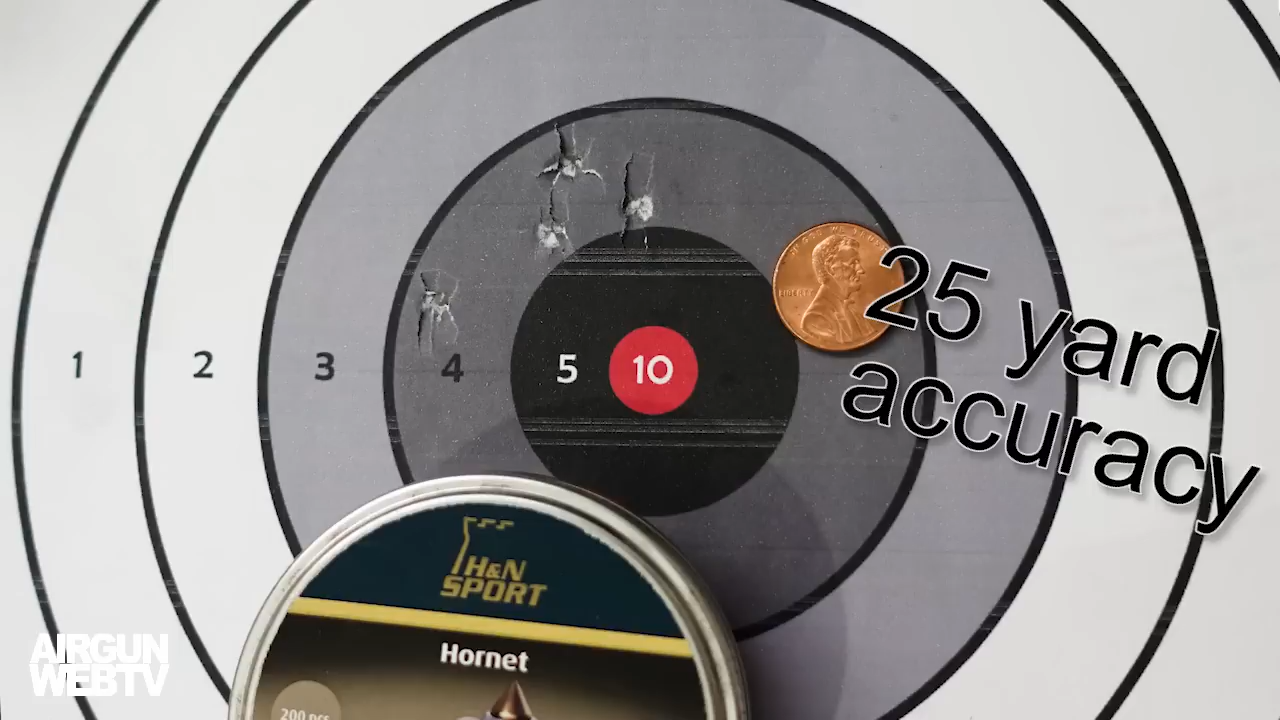 1 2 3 4 5 10
LIBERTY
25 yard
accuracy
H&N
SPORT
Hornet
200 pcs
AIRGUN
WEBTV